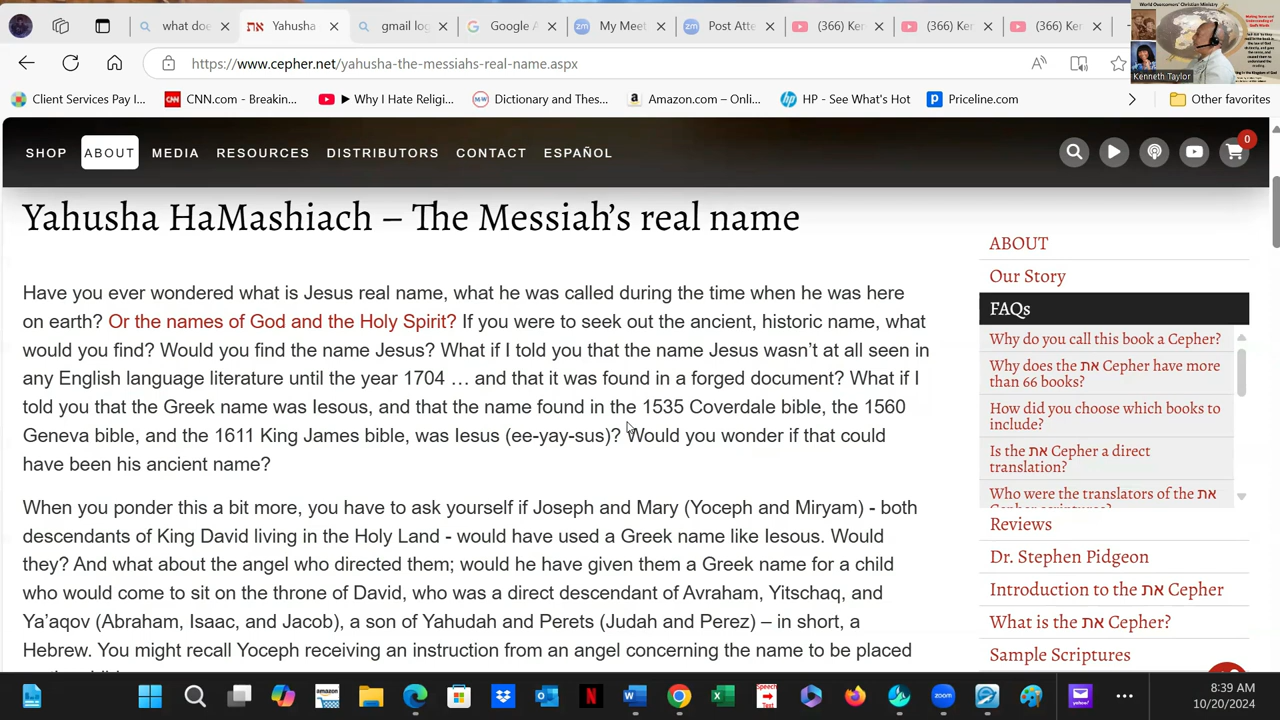 what doe
Yahusha
gmail log
Google
My Mee
Post Atte
(366) Ker
(366) Ker
(366) Ker
World Overcomers' Christian Ministry
Kenneth Taylor
https://www.cepher.net/yahusha-the-messiahs-real-name.aspx
Client Services Pay I...
CNN.com - Breakin...
► Why I Hate Religi...
Dictionary and Thes...
Amazon.com – Onli...
HP - See What's Hot
Priceline.com
Other favorites
SHOP
ABOUT
MEDIA
RESOURCES
DISTRIBUTORS
CONTACT
ESPAÑOL
0
Yahusha HaMashiach – The Messiah's real name
Have you ever wondered what is Jesus real name, what he was called during the time when he was here
on earth? Or the names of God and the Holy Spirit? If you were to seek out the ancient, historic name, what
would you find? Would you find the name Jesus? What if I told you that the name Jesus wasn't at all seen in
any English language literature until the year 1704 … and that it was found in a forged document? What if I
told you that the Greek name was Iesous, and that the name found in the 1535 Coverdale bible, the 1560
Geneva bible, and the 1611 King James bible, was Iesus (ee-yay-sus)? Would you wonder if that could
have been his ancient name?
When you ponder this a bit more, you have to ask yourself if Joseph and Mary (Yoceph and Miryam) - both
descendants of King David living in the Holy Land - would have used a Greek name like Iesous. Would
they? And what about the angel who directed them; would he have given them a Greek name for a child
who would come to sit on the throne of David, who was a direct descendant of Avraham, Yitschaq, and
Ya'aqov (Abraham, Isaac, and Jacob), a son of Yahudah and Perets (Judah and Perez) – in short, a
Hebrew. You might recall Yoceph receiving an instruction from an angel concerning the name to be placed
ABOUT
Our Story
FAQs
Why do you call this book a Cepher?
Why does the את Cepher have more
than 66 books?
How did you choose which books to
include?
Is the את Cepher a direct
translation?
Who were the translators of the את
Cepher scriptures?
Reviews
Dr. Stephen Pidgeon
Introduction to the את Cepher
What is the את Cepher?
Sample Scriptures
8:39 AM
10/20/2024